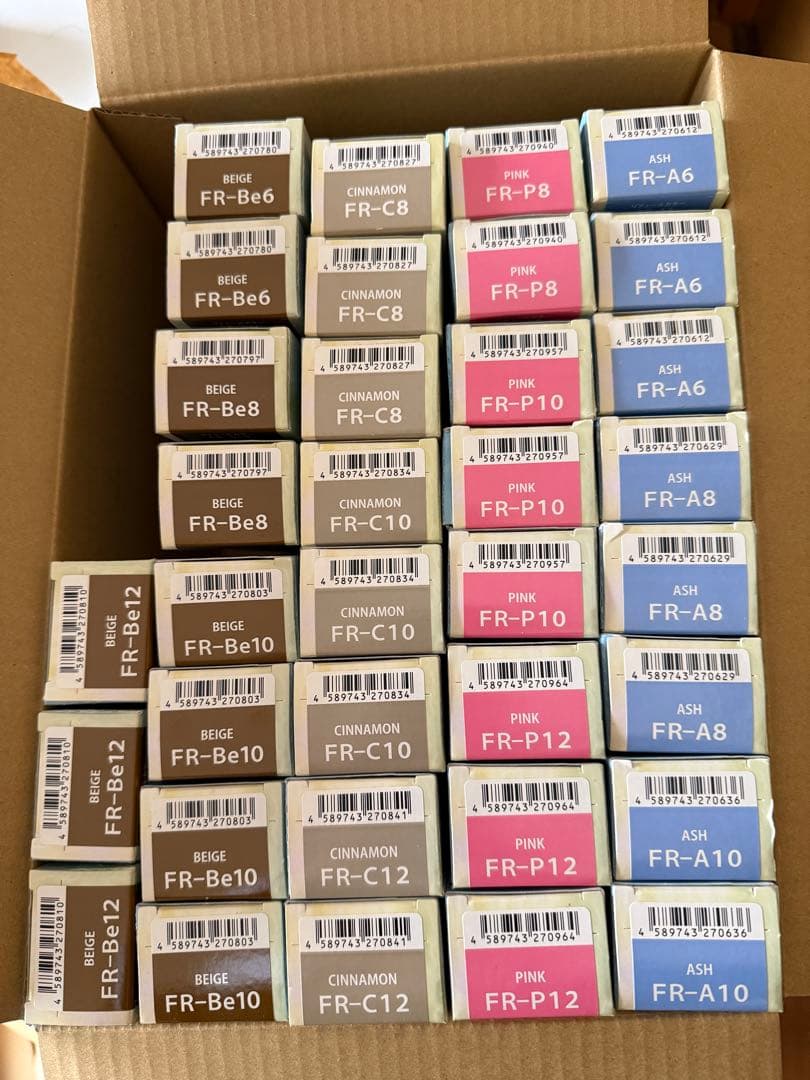 4 589743 270780
BEIGE
FR-Be6
4 589743 270780
BEIGE
FR-Be6
4 589743 270797
BEIGE
FR-Be8
4 589743 270797
BEIGE
FR-Be8
4 589743 270803
BEIGE
FR-Be10
4 589743 270803
BEIGE
FR-Be10
4 589743 270803
BEIGE
FR-Be10
4 589743 270803
BEIGE
FR-Be10
4 589743 270810
BEIGE
FR-Be12
4 589743 270810
BEIGE
FR-Be12
4 589743 270810
BEIGE
FR-Be12
4 589743 270827
CINNAMON
FR-C8
4 589743 270827
CINNAMON
FR-C8
4 589743 270827
CINNAMON
FR-C8
4 589743 270834
CINNAMON
FR-C10
4 589743 270834
CINNAMON
FR-C10
4 589743 270834
CINNAMON
FR-C10
4 589743 270841
CINNAMON
FR-C12
4 589743 270841
CINNAMON
FR-C12
4 589743 270940
PINK
FR-P8
4 589743 270940
PINK
FR-P8
4 589743 270957
PINK
FR-P10
4 589743 270957
PINK
FR-P10
4 589743 270957
PINK
FR-P10
4 589743 270964
PINK
FR-P12
4 589743 270964
PINK
FR-P12
4 589743 270964
PINK
FR-P12
4 589743 270612
ASH
FR-A6
4 589743 270612
ASH
FR-A6
4 589743 270612
ASH
FR-A6
4 589743 270629
ASH
FR-A8
4 589743 270629
ASH
FR-A8
4 589743 270629
ASH
FR-A8
4 589743 270636
ASH
FR-A10
4 589743 270636
ASH
FR-A10